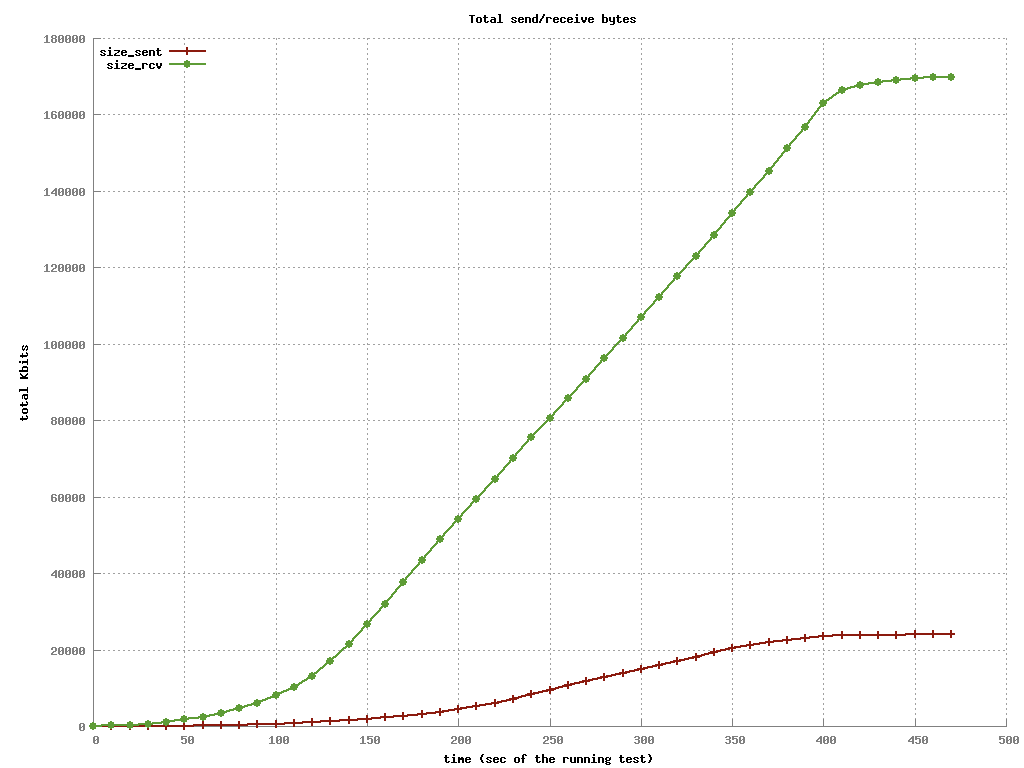 Total send/receive bytes
size_sent
size_rcv
180000
160000
140000
120000
100000
80000
60000
40000
20000
0
total Kbits
0 50 100 150 200 250 300 350 400 450 500
time (sec of the running test)